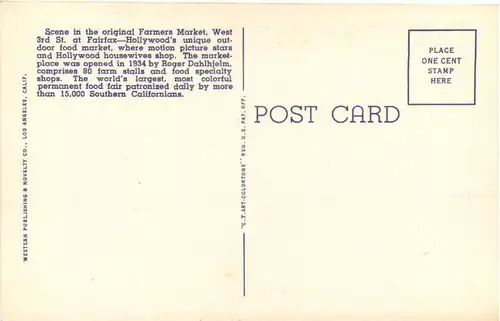 Scene in the original Farmers Market, West
3rd St. at Fairfax—Hollywood's unique out-
door food market, where motion picture stars
and Hollywood housewives shop. The market-
place was opened in 1934 by Roger Dahlhjelm,
comprises 80 farm stalls and food specialty
shops. The world's largest, most colorful
permanent food fair patronized daily by more
than 15,000 Southern Californians.
WESTERN PUBLISHING & NOVELTY CO., LOS ANGELES, CALIF.
"C.T. ART-COLORTONE" REG. U.S. PAT. OFF.
POST CARD
PLACE
ONE CENT
STAMP
HERE